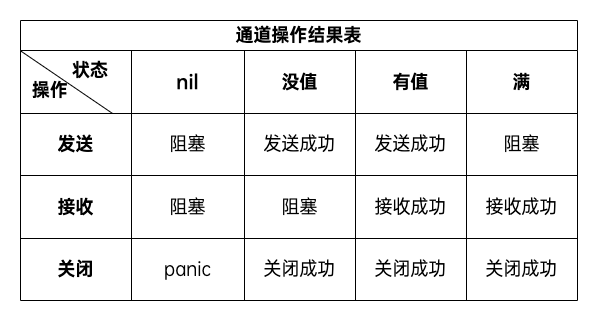 通道操作结果表
状态
操作 nil 没值 有值 满
发送 阻塞 发送成功 发送成功 阻塞
接收 阻塞 阻塞 接收成功 接收成功
关闭 panic 关闭成功 关闭成功 关闭成功